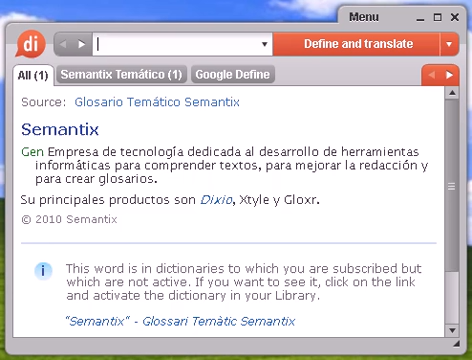 Menu
di
Define and translate
All (1) Semantix Temático (1) Google Define
Source: Glosario Temático Semantix
Semantix
Gen Empresa de tecnología dedicada al desarrollo de herramientas
informáticas para comprender textos, para mejorar la redacción y
para crear glosarios.
Su principales productos son Dixio, Xtyle y Gloxr.
© 2010 Semantix
i
This word is in dictionaries to which you are subscribed but
which are not active. If you want to see it, click on the link
and activate the dictionary in your Library.
"Semantix" - Glossari Temàtic Semantix